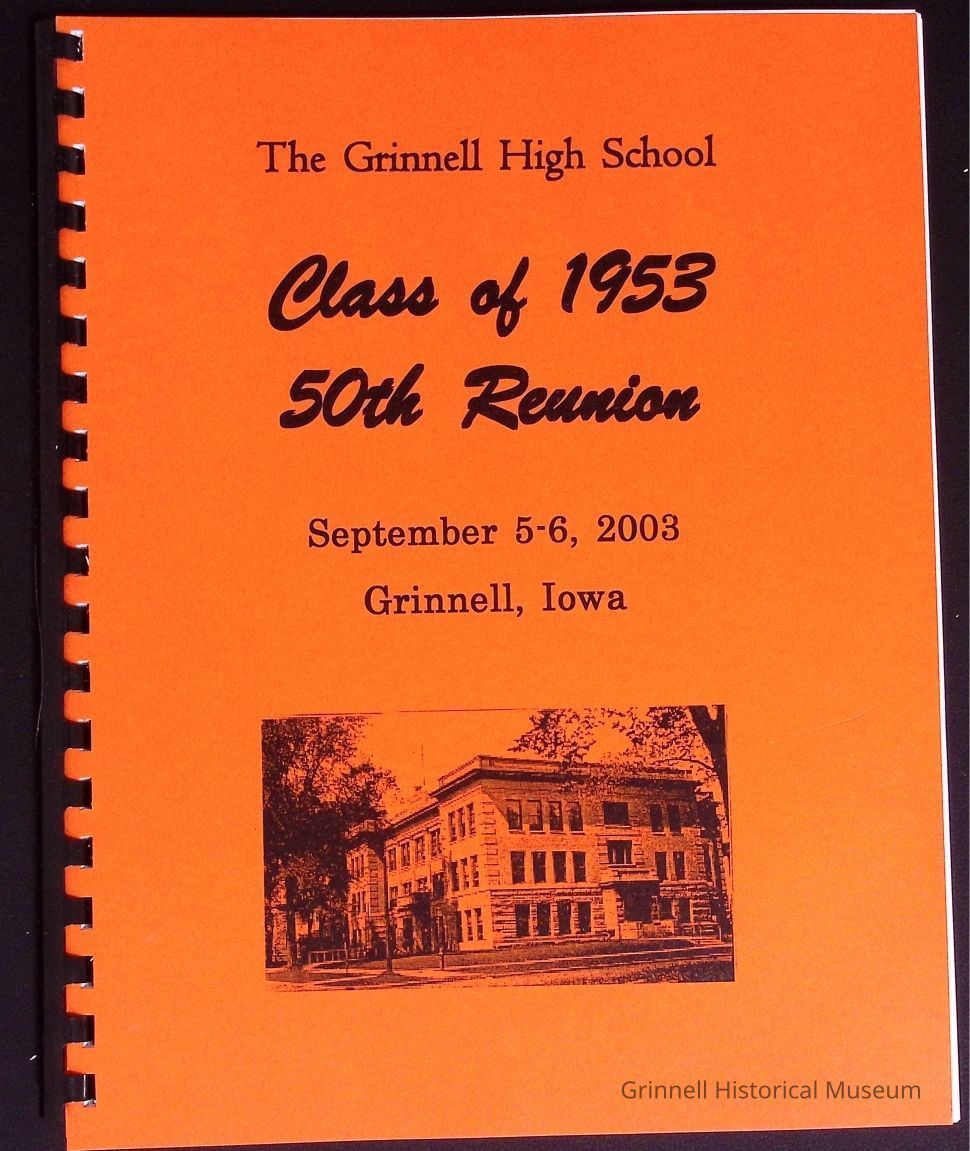 The Grinnell High School
Class of 1953
50th Reunion
September 5-6, 2003
Grinnell, Iowa
Grinnell Historical Museum